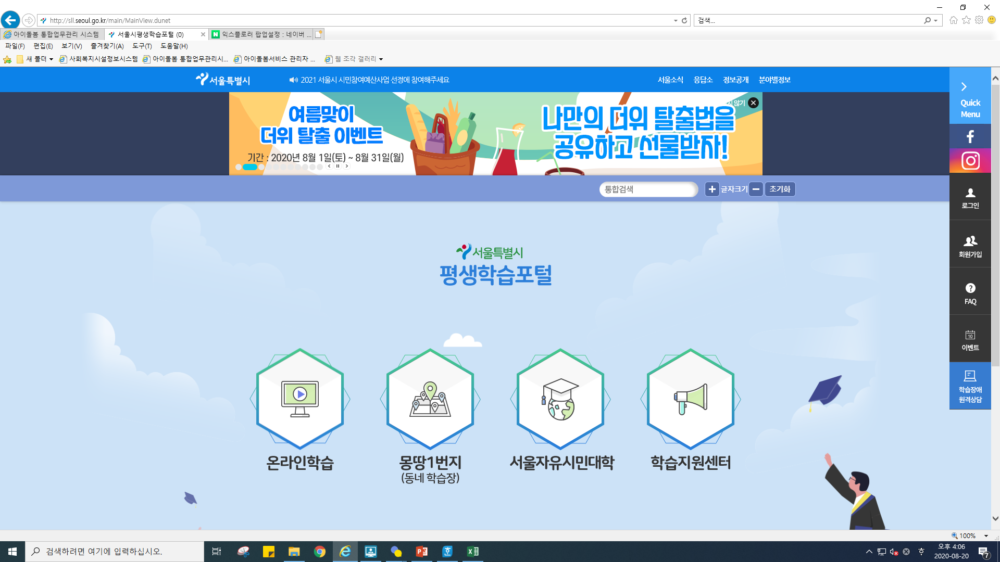 http://sll.seoul.go.kr/main/MainView.dunet
검색...
아이돌봄 통합업무관리 시스템
서울시평생학습포털 (0)
익스플로러 팝업설정 : 네이버 ...
파일(F) 편집(E) 보기(V) 즐겨찾기(A) 도구(T) 도움말(H)
새 폴더
사회복지시설정보시스템
아이돌봄 통합업무관리시...
아이돌봄서비스 관리자 ...
웹 조각 갤러리
서울특별시
2021 서울시 시민참여예산사업 선정에 참여해주세요
서울소식 응답소 정보공개 분야별정보
여름맞이
더위 탈출 이벤트
기간 : 2020년 8월 1일(토) ~ 8월 31일(월)
나만의 더위 탈출법을
공유하고 선물받자!
지 않기
통합검색
글자크기
초기화
Quick
Menu
로그인
회원가입
FAQ
10
이벤트
학습장애
원격상담
서울특별시
평생학습포털
온라인학습
몽땅1번지
(동네 학습장)
서울자유시민대학
학습지원센터
100%
검색하려면 여기에 입력하십시오.
오후 4:06
2020-08-20
7